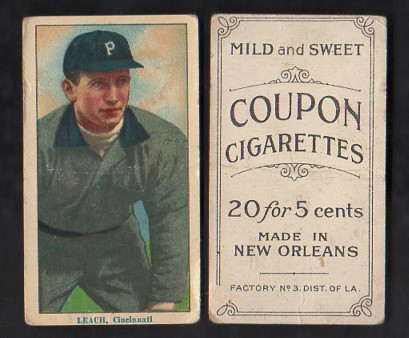 P
LEACH, Cincinnati
MILD and SWEET
COUPON
CIGARETTES
20 for 5 cents
MADE IN
NEW ORLEANS
FACTORY Nº 3. DIST. OF LA.